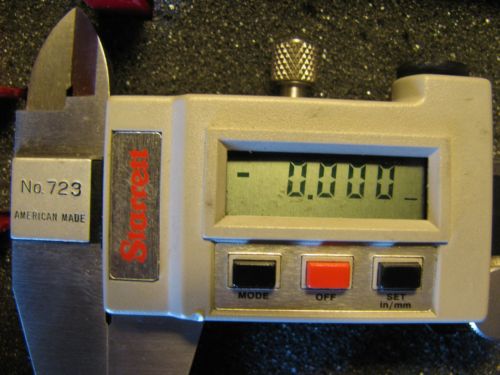 No. 723
AMERICAN MADE
Starrett
- 0.000
MODE
OFF
SET
in/mm